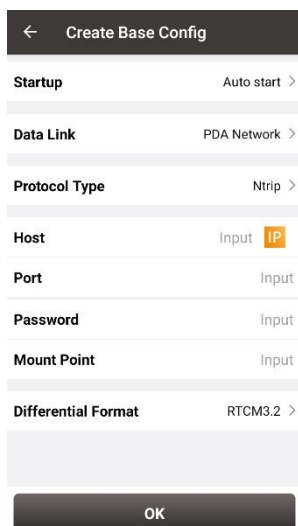 Create Base Config
Startup Auto start
Data Link PDA Network
Protocol Type Ntrip
Host Input IP
Port Input
Password Input
Mount Point Input
Differential Format RTCM3.2
OK